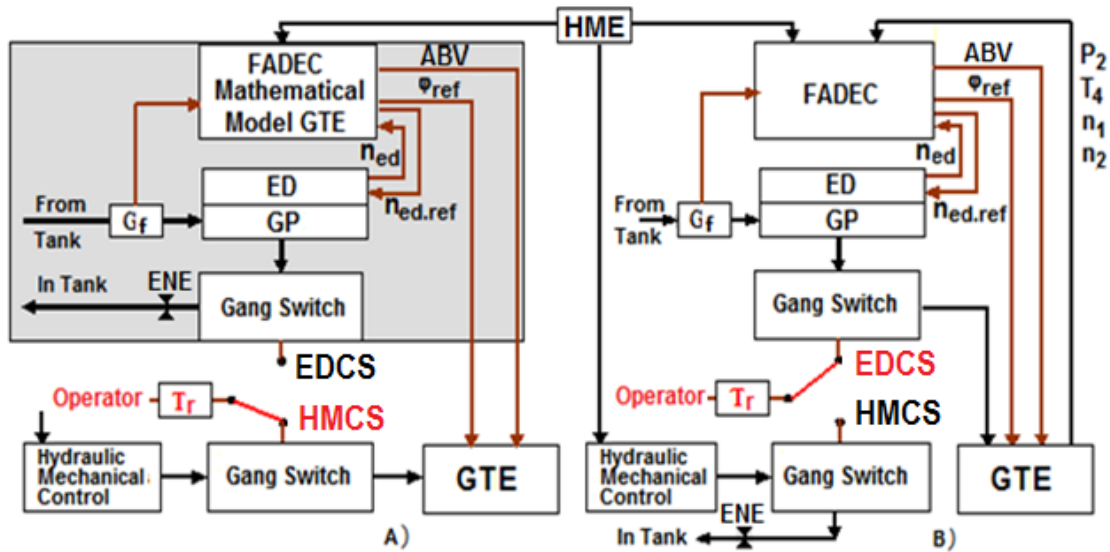 HME
FADEC
Mathematical
Model GTE
ABV
φref
ned
ned.ref
ED
GP
From
Tank
Gf
In Tank
ENE
Gang Switch
EDCS
Operator
Tr
HMCS
Hydraulic
Mechanical
Control
Gang Switch
GTE
A)
FADEC
ABV
φref
P2
T4
n1
n2
ned
ned.ref
ED
GP
From
Tank
Gf
Gang Switch
EDCS
Operator
Tr
HMCS
Hydraulic
Mechanical
Control
Gang Switch
GTE
ENE
In Tank
B)